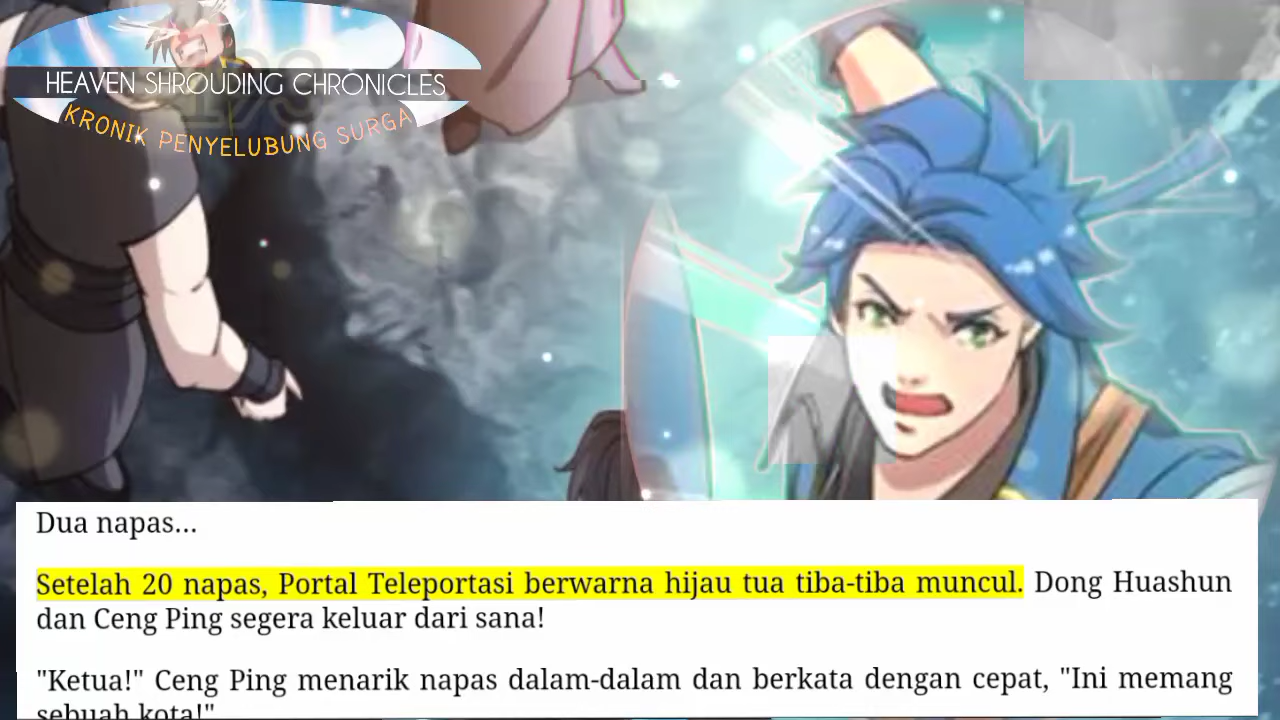 HEAVEN SHROUDING CHRONICLES
KRONIK PENYELUBUNG SURGA
Dua napas...
Setelah 20 napas, Portal Teleportasi berwarna hijau tua tiba-tiba muncul. Dong Huashun
dan Ceng Ping segera keluar dari sana!
"Ketua!" Ceng Ping menarik napas dalam-dalam dan berkata dengan cepat, "Ini memang
sebuah kota!"